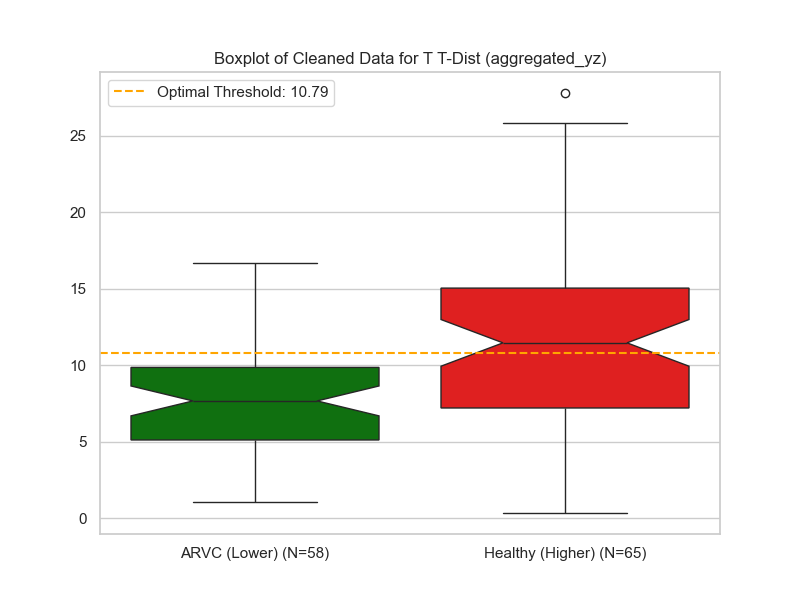 Boxplot of Cleaned Data for T T-Dist (aggregated_yz)
Optimal Threshold: 10.79
25
20
15
10
5
0
ARVC (Lower) (N=58)
Healthy (Higher) (N=65)